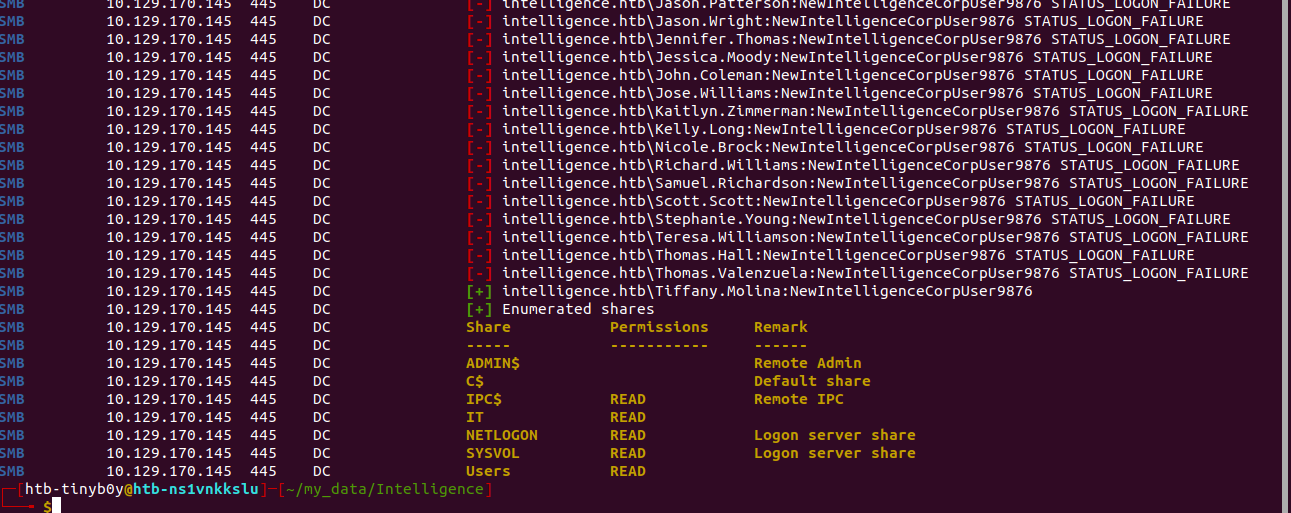 SMB 10.129.170.145 445 DC [-] intelligence.htb\Jason.Patterson:NewIntelligenceCorpUser9876 STATUS_LOGON_FAILURE
SMB 10.129.170.145 445 DC [-] intelligence.htb\Jason.Wright:NewIntelligenceCorpUser9876 STATUS_LOGON_FAILURE
SMB 10.129.170.145 445 DC [-] intelligence.htb\Jennifer.Thomas:NewIntelligenceCorpUser9876 STATUS_LOGON_FAILURE
SMB 10.129.170.145 445 DC [-] intelligence.htb\Jessica.Moody:NewIntelligenceCorpUser9876 STATUS_LOGON_FAILURE
SMB 10.129.170.145 445 DC [-] intelligence.htb\John.Coleman:NewIntelligenceCorpUser9876 STATUS_LOGON_FAILURE
SMB 10.129.170.145 445 DC [-] intelligence.htb\Jose.Williams:NewIntelligenceCorpUser9876 STATUS_LOGON_FAILURE
SMB 10.129.170.145 445 DC [-] intelligence.htb\Kaitlyn.Zimmerman:NewIntelligenceCorpUser9876 STATUS_LOGON_FAILURE
SMB 10.129.170.145 445 DC [-] intelligence.htb\Kelly.Long:NewIntelligenceCorpUser9876 STATUS_LOGON_FAILURE
SMB 10.129.170.145 445 DC [-] intelligence.htb\Nicole.Brock:NewIntelligenceCorpUser9876 STATUS_LOGON_FAILURE
SMB 10.129.170.145 445 DC [-] intelligence.htb\Richard.Williams:NewIntelligenceCorpUser9876 STATUS_LOGON_FAILURE
SMB 10.129.170.145 445 DC [-] intelligence.htb\Samuel.Richardson:NewIntelligenceCorpUser9876 STATUS_LOGON_FAILURE
SMB 10.129.170.145 445 DC [-] intelligence.htb\Scott.Scott:NewIntelligenceCorpUser9876 STATUS_LOGON_FAILURE
SMB 10.129.170.145 445 DC [-] intelligence.htb\Stephanie.Young:NewIntelligenceCorpUser9876 STATUS_LOGON_FAILURE
SMB 10.129.170.145 445 DC [-] intelligence.htb\Teresa.Williamson:NewIntelligenceCorpUser9876 STATUS_LOGON_FAILURE
SMB 10.129.170.145 445 DC [-] intelligence.htb\Thomas.Hall:NewIntelligenceCorpUser9876 STATUS_LOGON_FAILURE
SMB 10.129.170.145 445 DC [-] intelligence.htb\Thomas.Valenzuela:NewIntelligenceCorpUser9876 STATUS_LOGON_FAILURE
SMB 10.129.170.145 445 DC [+] intelligence.htb\Tiffany.Molina:NewIntelligenceCorpUser9876
SMB 10.129.170.145 445 DC [+] Enumerated shares
SMB 10.129.170.145 445 DC Share Permissions Remark
SMB 10.129.170.145 445 DC ----- ----------- ------
SMB 10.129.170.145 445 DC ADMIN$ Remote Admin
SMB 10.129.170.145 445 DC C$ Default share
SMB 10.129.170.145 445 DC IPC$ READ Remote IPC
SMB 10.129.170.145 445 DC IT READ
SMB 10.129.170.145 445 DC NETLOGON READ Logon server share
SMB 10.129.170.145 445 DC SYSVOL READ Logon server share
SMB 10.129.170.145 445 DC Users READ
┌─[htb-tinyb0y@htb-ns1vnkkslu]─[~/my_data/Intelligence]
└──╼ $